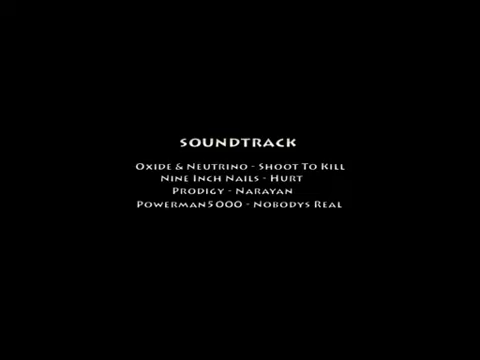 SOUNDTRACK
OXIDE & NEUTRINO - SHOOT TO KILL
NINE INCH NAILS - HURT
PRODIGY - NARAYAN
POWERMAN5000 - NOBODYS REAL